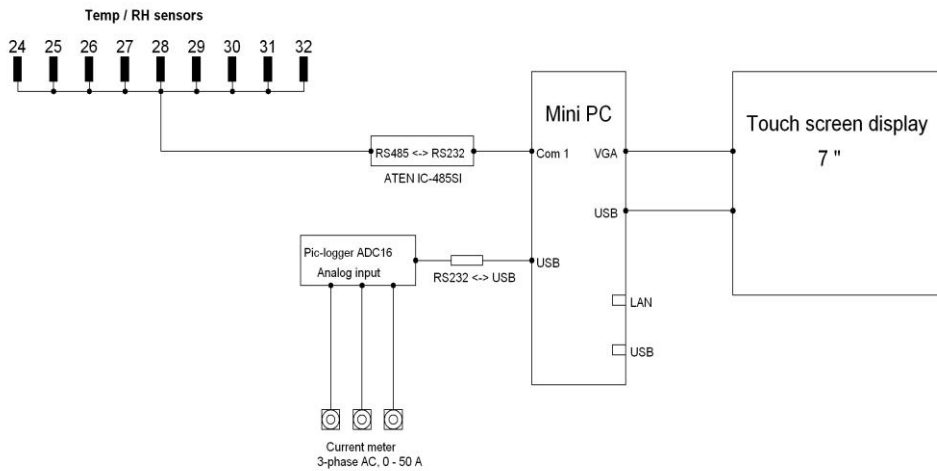 Temp / RH sensors
24 25 26 27 28 29 30 31 32
Mini PC
Touch screen display
7 "
RS485 <-> RS232
Com 1
VGA
ATEN IC-485SI
USB
Pic-logger ADC16
Analog input
USB
RS232 <-> USB
LAN
USB
Current meter
3-phase AC, 0 - 50 A